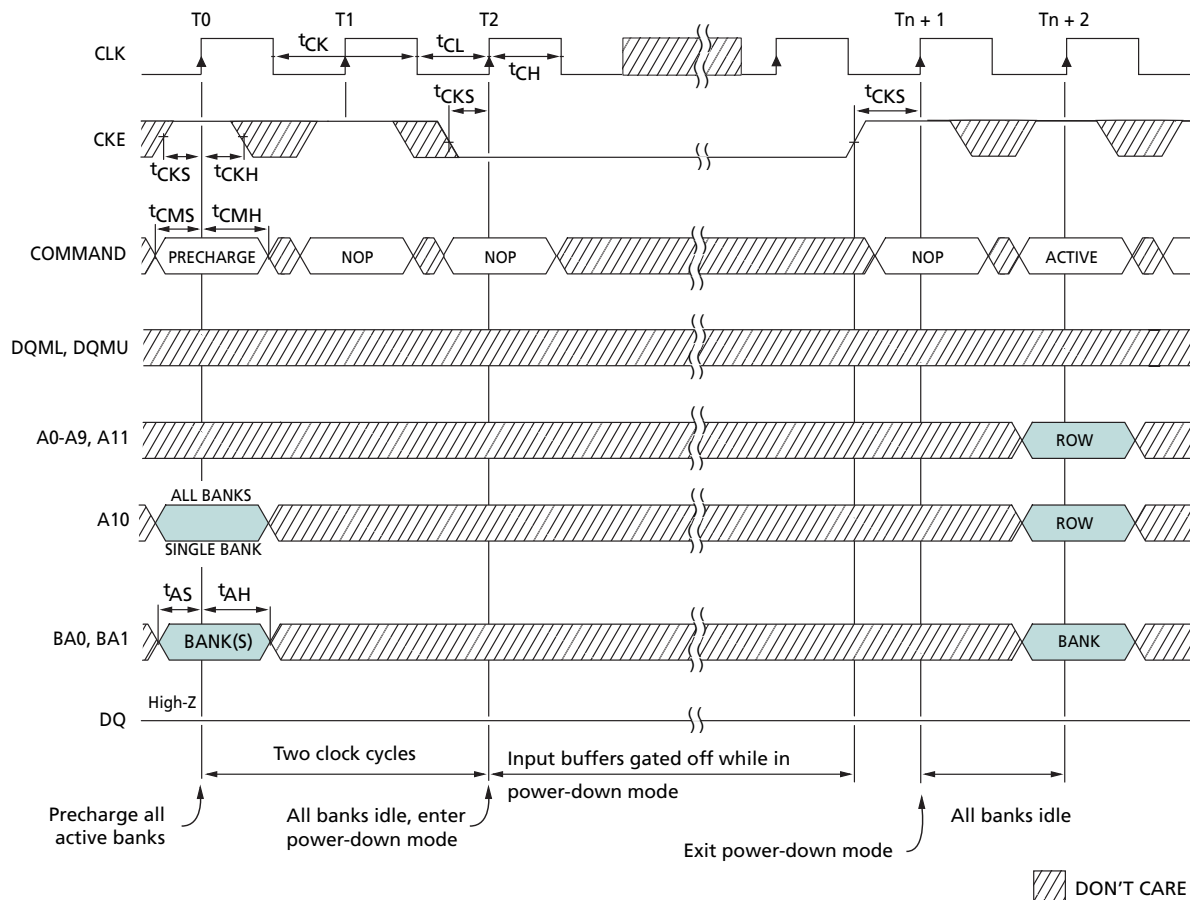 T0
T1
T2
Tn + 1
Tn + 2
CLK
tCK
tCL
tCH
CKE
tCKS
tCKH
tCKS
tCKS
tCMS
tCMH
COMMAND
PRECHARGE
NOP
NOP
NOP
ACTIVE
DQML, DQMU
A0-A9, A11
ROW
A10
ALL BANKS
SINGLE BANK
ROW
tAS
tAH
BA0, BA1
BANK(S)
BANK
DQ
High-Z
Two clock cycles
Input buffers gated off while in
power-down mode
Precharge all
active banks
All banks idle, enter
power-down mode
Exit power-down mode
All banks idle
DON'T CARE